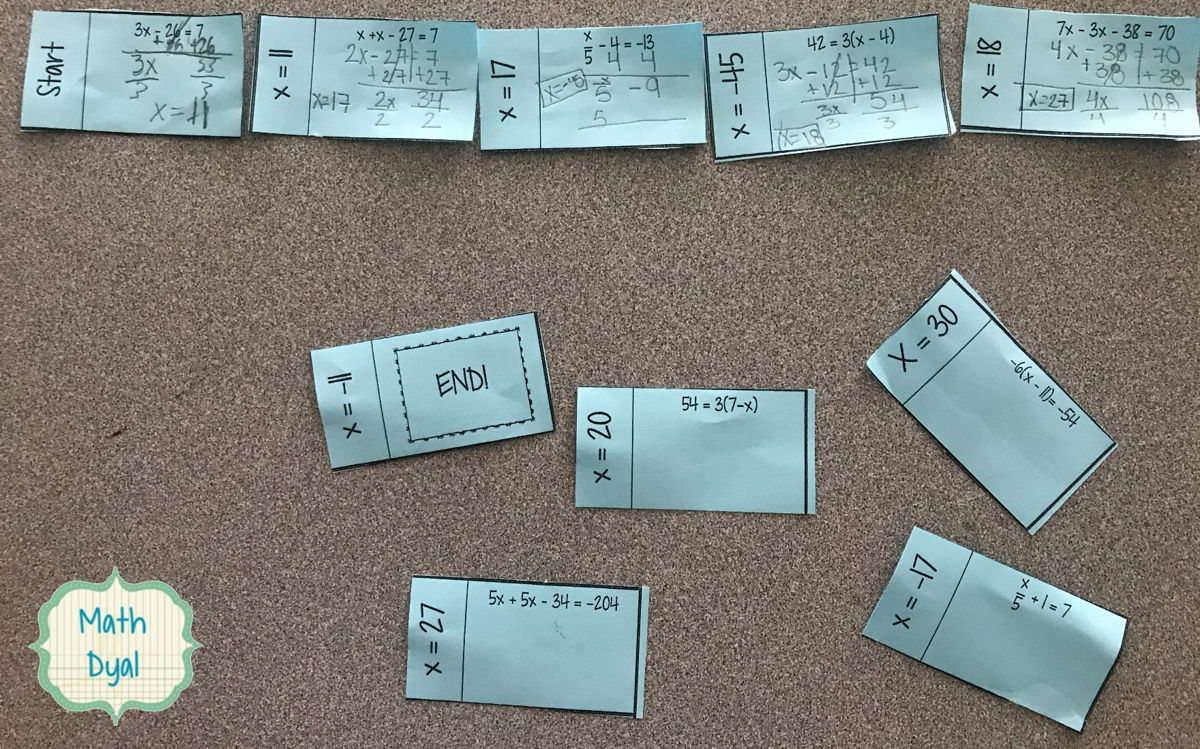 Start
3x - 26 = 7
+26 +26
3x 33
3 3
x = 11
x = 11
x + x - 27 = 7
2x - 27 = 7
+27 +27
x=17
2x 34
2 2
x = 17
x
5 - 4 = -13
4 4
x=-45
x
5 -9
5
x = -45
42 = 3(x - 4)
3x - 12 = 42
+12 +12
3x 54
3 3
x=18
x = 18
7x - 3x - 38 = 70
4x - 38 = 70
+38 +38
x=27
4x 108
4 4
x = -11
END!
x = 20
54 = 3(7-x)
X = 30
-6(x - 11) = -54
x = 27
5x + 5x - 34 = -204
x = -17
x
5 + 1 = 7
Math
Dyal